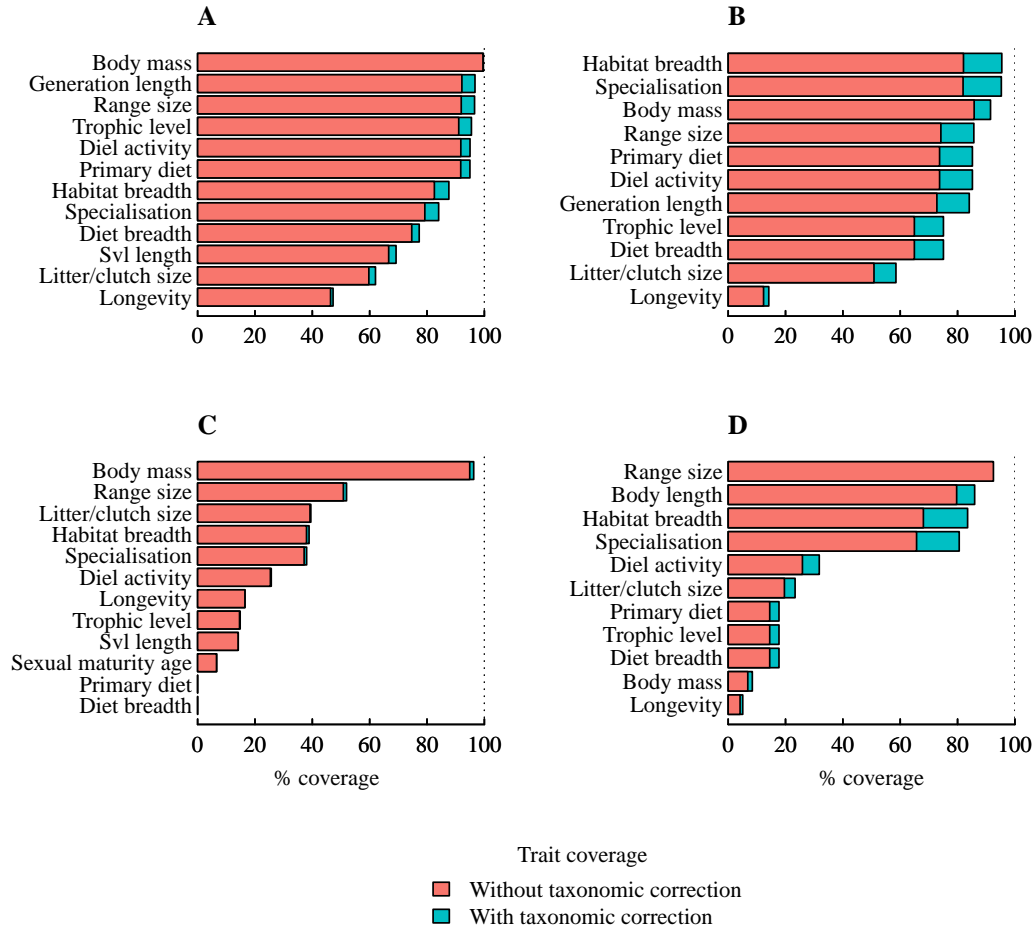 A
Body mass
Generation length
Range size
Trophic level
Diel activity
Primary diet
Habitat breadth
Specialisation
Diet breadth
Svl length
Litter/clutch size
Longevity
0 20 40 60 80 100
B
Habitat breadth
Specialisation
Body mass
Range size
Primary diet
Diel activity
Generation length
Trophic level
Diet breadth
Litter/clutch size
Longevity
0 20 40 60 80 100
C
Body mass
Range size
Litter/clutch size
Habitat breadth
Specialisation
Diel activity
Longevity
Trophic level
Svl length
Sexual maturity age
Primary diet
Diet breadth
0 20 40 60 80 100
% coverage
D
Range size
Body length
Habitat breadth
Specialisation
Diel activity
Litter/clutch size
Primary diet
Trophic level
Diet breadth
Body mass
Longevity
0 20 40 60 80 100
% coverage
Trait coverage
Without taxonomic correction
With taxonomic correction